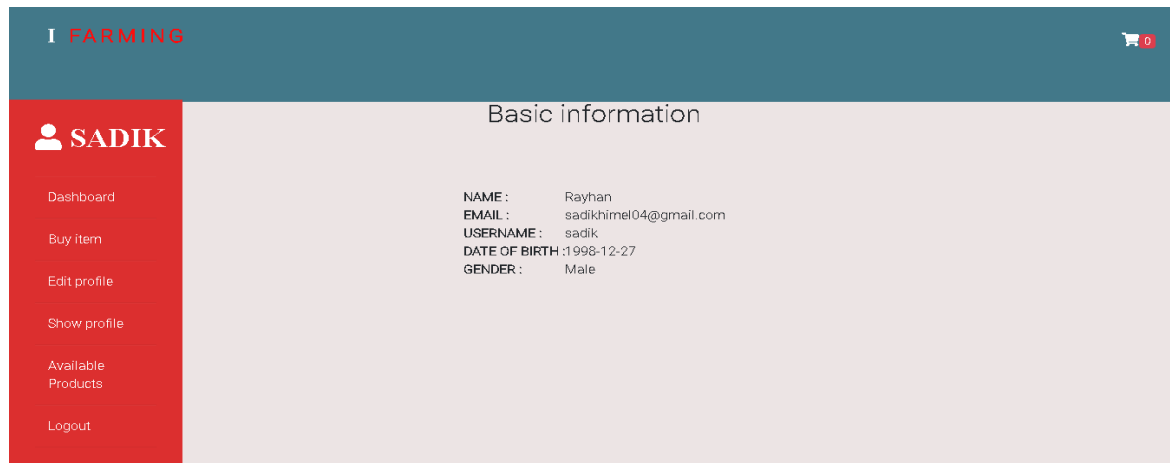 I FARMING
0
SADIK
Dashboard
Buy item
Edit profile
Show profile
Available
Products
Logout
Basic information
NAME : Rayhan
EMAIL : sadikhimel04@gmail.com
USERNAME : sadik
DATE OF BIRTH :1998-12-27
GENDER : Male